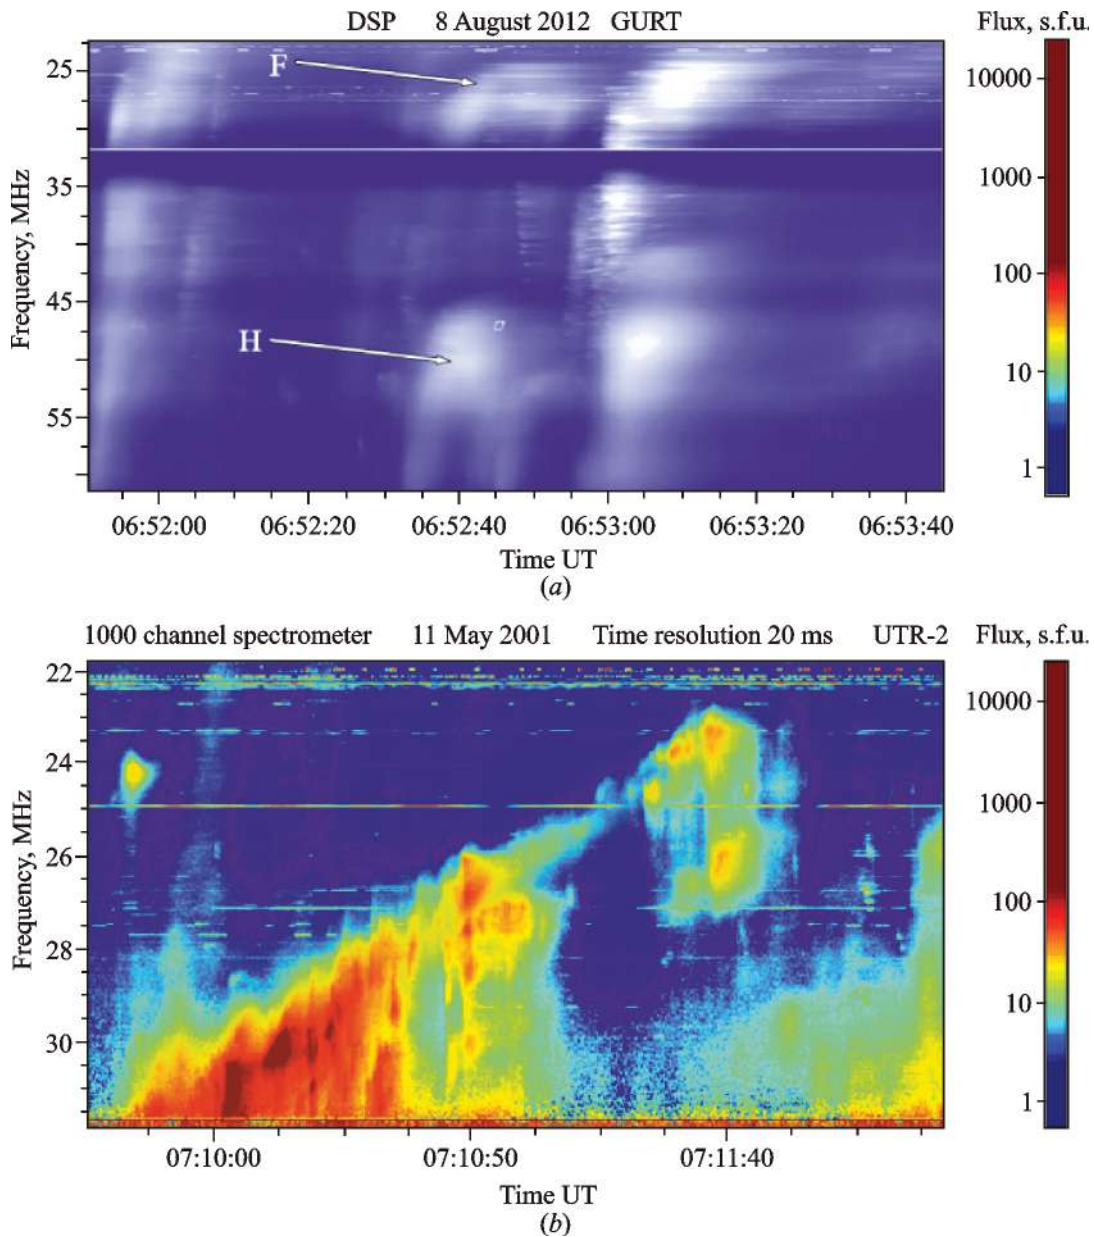 DSP 8 August 2012 GURT Flux, s.f.u.
F
H
25
35
45
55
Frequency, MHz
10000
1000
100
10
1
06:52:00 06:52:20 06:52:40 06:53:00 06:53:20 06:53:40
Time UT
(a)
1000 channel spectrometer 11 May 2001 Time resolution 20 ms UTR-2 Flux, s.f.u.
22
24
26
28
30
Frequency, MHz
10000
1000
100
10
1
07:10:00 07:10:50 07:11:40
Time UT
(b)